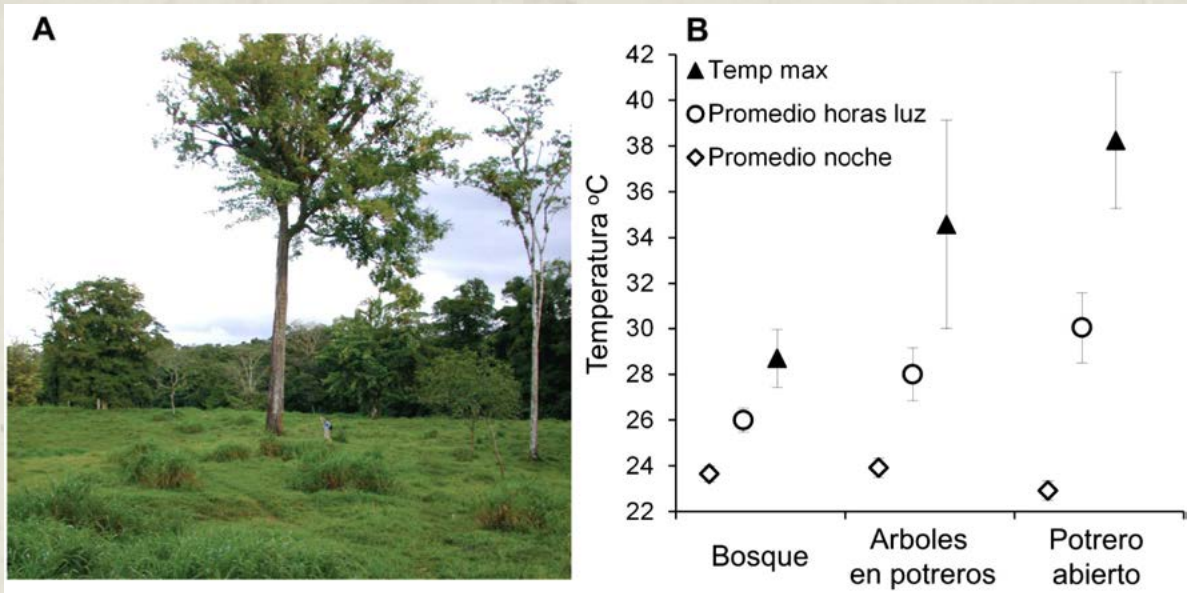 A
B
42
40
38
36
34
32
30
28
26
24
22
Temperatura ºC
Temp max
Promedio horas luz
Promedio noche
Bosque
Arboles
en potreros
Potrero
abierto